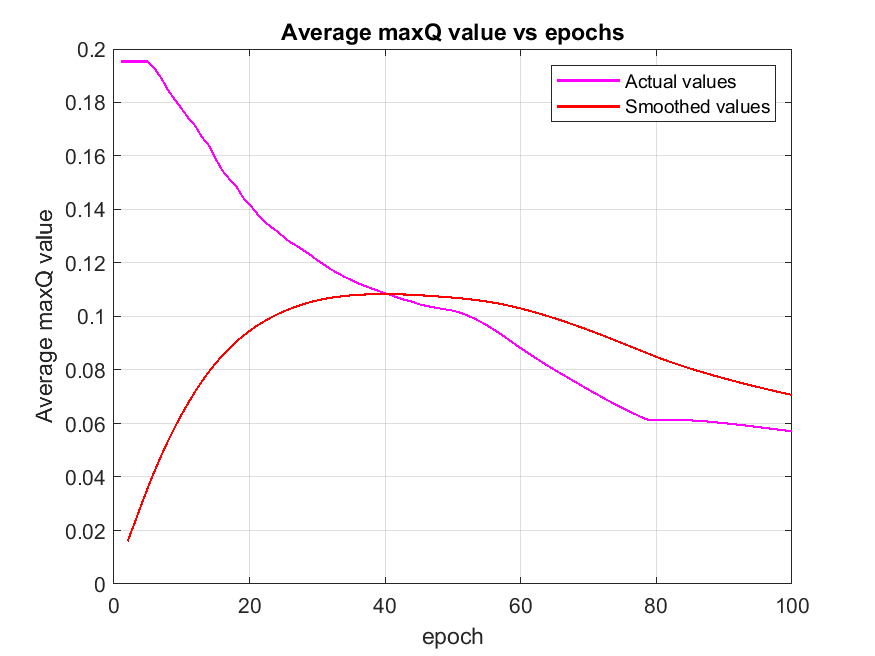 Average maxQ value vs epochs
Actual values
Smoothed values
Average maxQ value
0.2
0.18
0.16
0.14
0.12
0.1
0.08
0.06
0.04
0.02
0
0 20 40 60 80 100
epoch